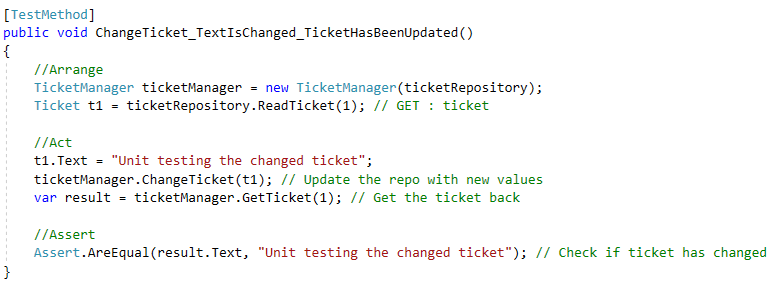 [TestMethod]
public void ChangeTicket_TextIsChanged_TicketHasBeenUpdated()
{
//Arrange
TicketManager ticketManager = new TicketManager(ticketRepository);
Ticket t1 = ticketRepository.ReadTicket(1); // GET : ticket
//Act
t1.Text = "Unit testing the changed ticket";
ticketManager.ChangeTicket(t1); // Update the repo with new values
var result = ticketManager.GetTicket(1); // Get the ticket back
//Assert
Assert.AreEqual(result.Text, "Unit testing the changed ticket"); // Check if ticket has changed
}